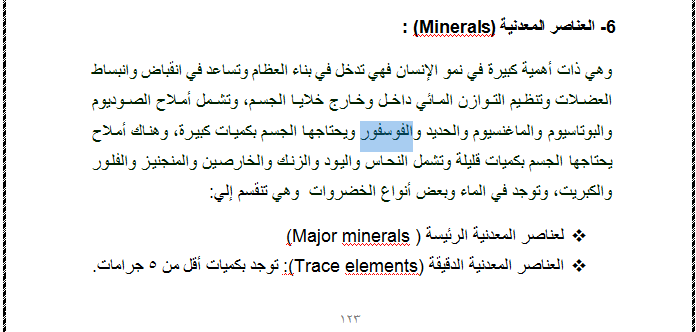 6- العناصر المعدنية (Minerals) :
وهي ذات أهمية كبيرة في نمو الإنسان فهي تدخل في بناء العظام وتساعد في انقباض وانبساط
العضلات وتنظيم التوازن المائي داخل وخارج خلايا الجسم، وتشمل أملاح الصوديوم
والبوتاسيوم والماغنسيوم والحديد والفوسفور ويحتاجها الجسم بكميات كبيرة، وهناك أملاح
يحتاجها الجسم بكميات قليلة وتشمل النحاس واليود والزنك والخارصين والمنجنيز والفلور
والكبريت، وتوجد في الماء وبعض أنواع الخضروات وهي تنقسم إلي:
❖ لعناصر المعدنية الرئيسة ( Major minerals)
❖ العناصر المعدنية الدقيقة (Trace elements): توجد بكميات أقل من ٥ جرامات.
١٢٣